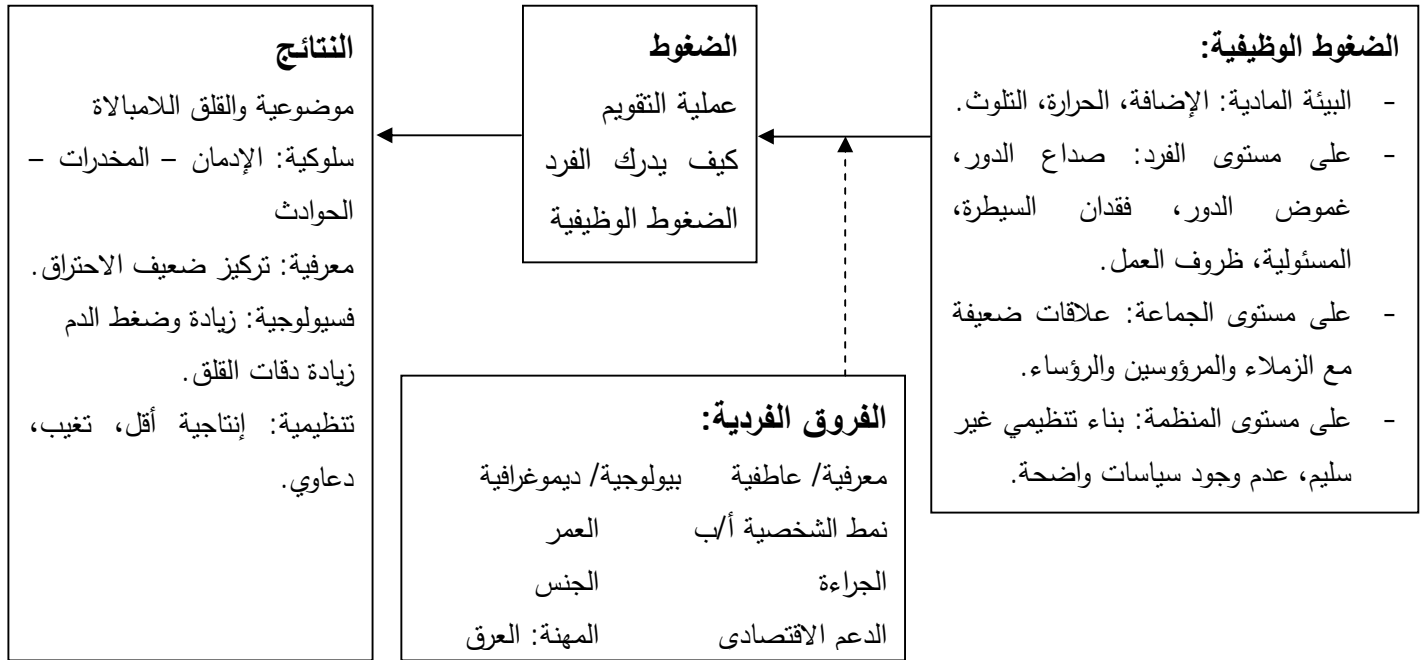 الضغوط الوظيفية:
- البيئة المادية: الإضافة، الحرارة، التلوث.
- على مستوى الفرد: صداع الدور،
غموض الدور، فقدان السيطرة،
المسئولية، ظروف العمل.
- على مستوى الجماعة: علاقات ضعيفة
مع الزملاء والمرؤوسين والرؤساء.
- على مستوى المنظمة: بناء تنظيمي غير
سليم، عدم وجود سياسات واضحة.
الضغوط
عملية التقويم
كيف يدرك الفرد
الضغوط الوظيفية
النتائج
موضوعية والقلق اللامبالاة
سلوكية: الإدمان – المخدرات –
الحوادث
معرفية: تركيز ضعيف الاحتراق.
فسيولوجية: زيادة وضغط الدم
زيادة دقات القلق.
تنظيمية: إنتاجية أقل، تغيب،
دعاوي.
الفروق الفردية:
معرفية/ عاطفية بيولوجية/ ديموغرافية
نمط الشخصية أ/ب العمر
الجراءة الجنس
الدعم الاقتصادى المهنة: العرق